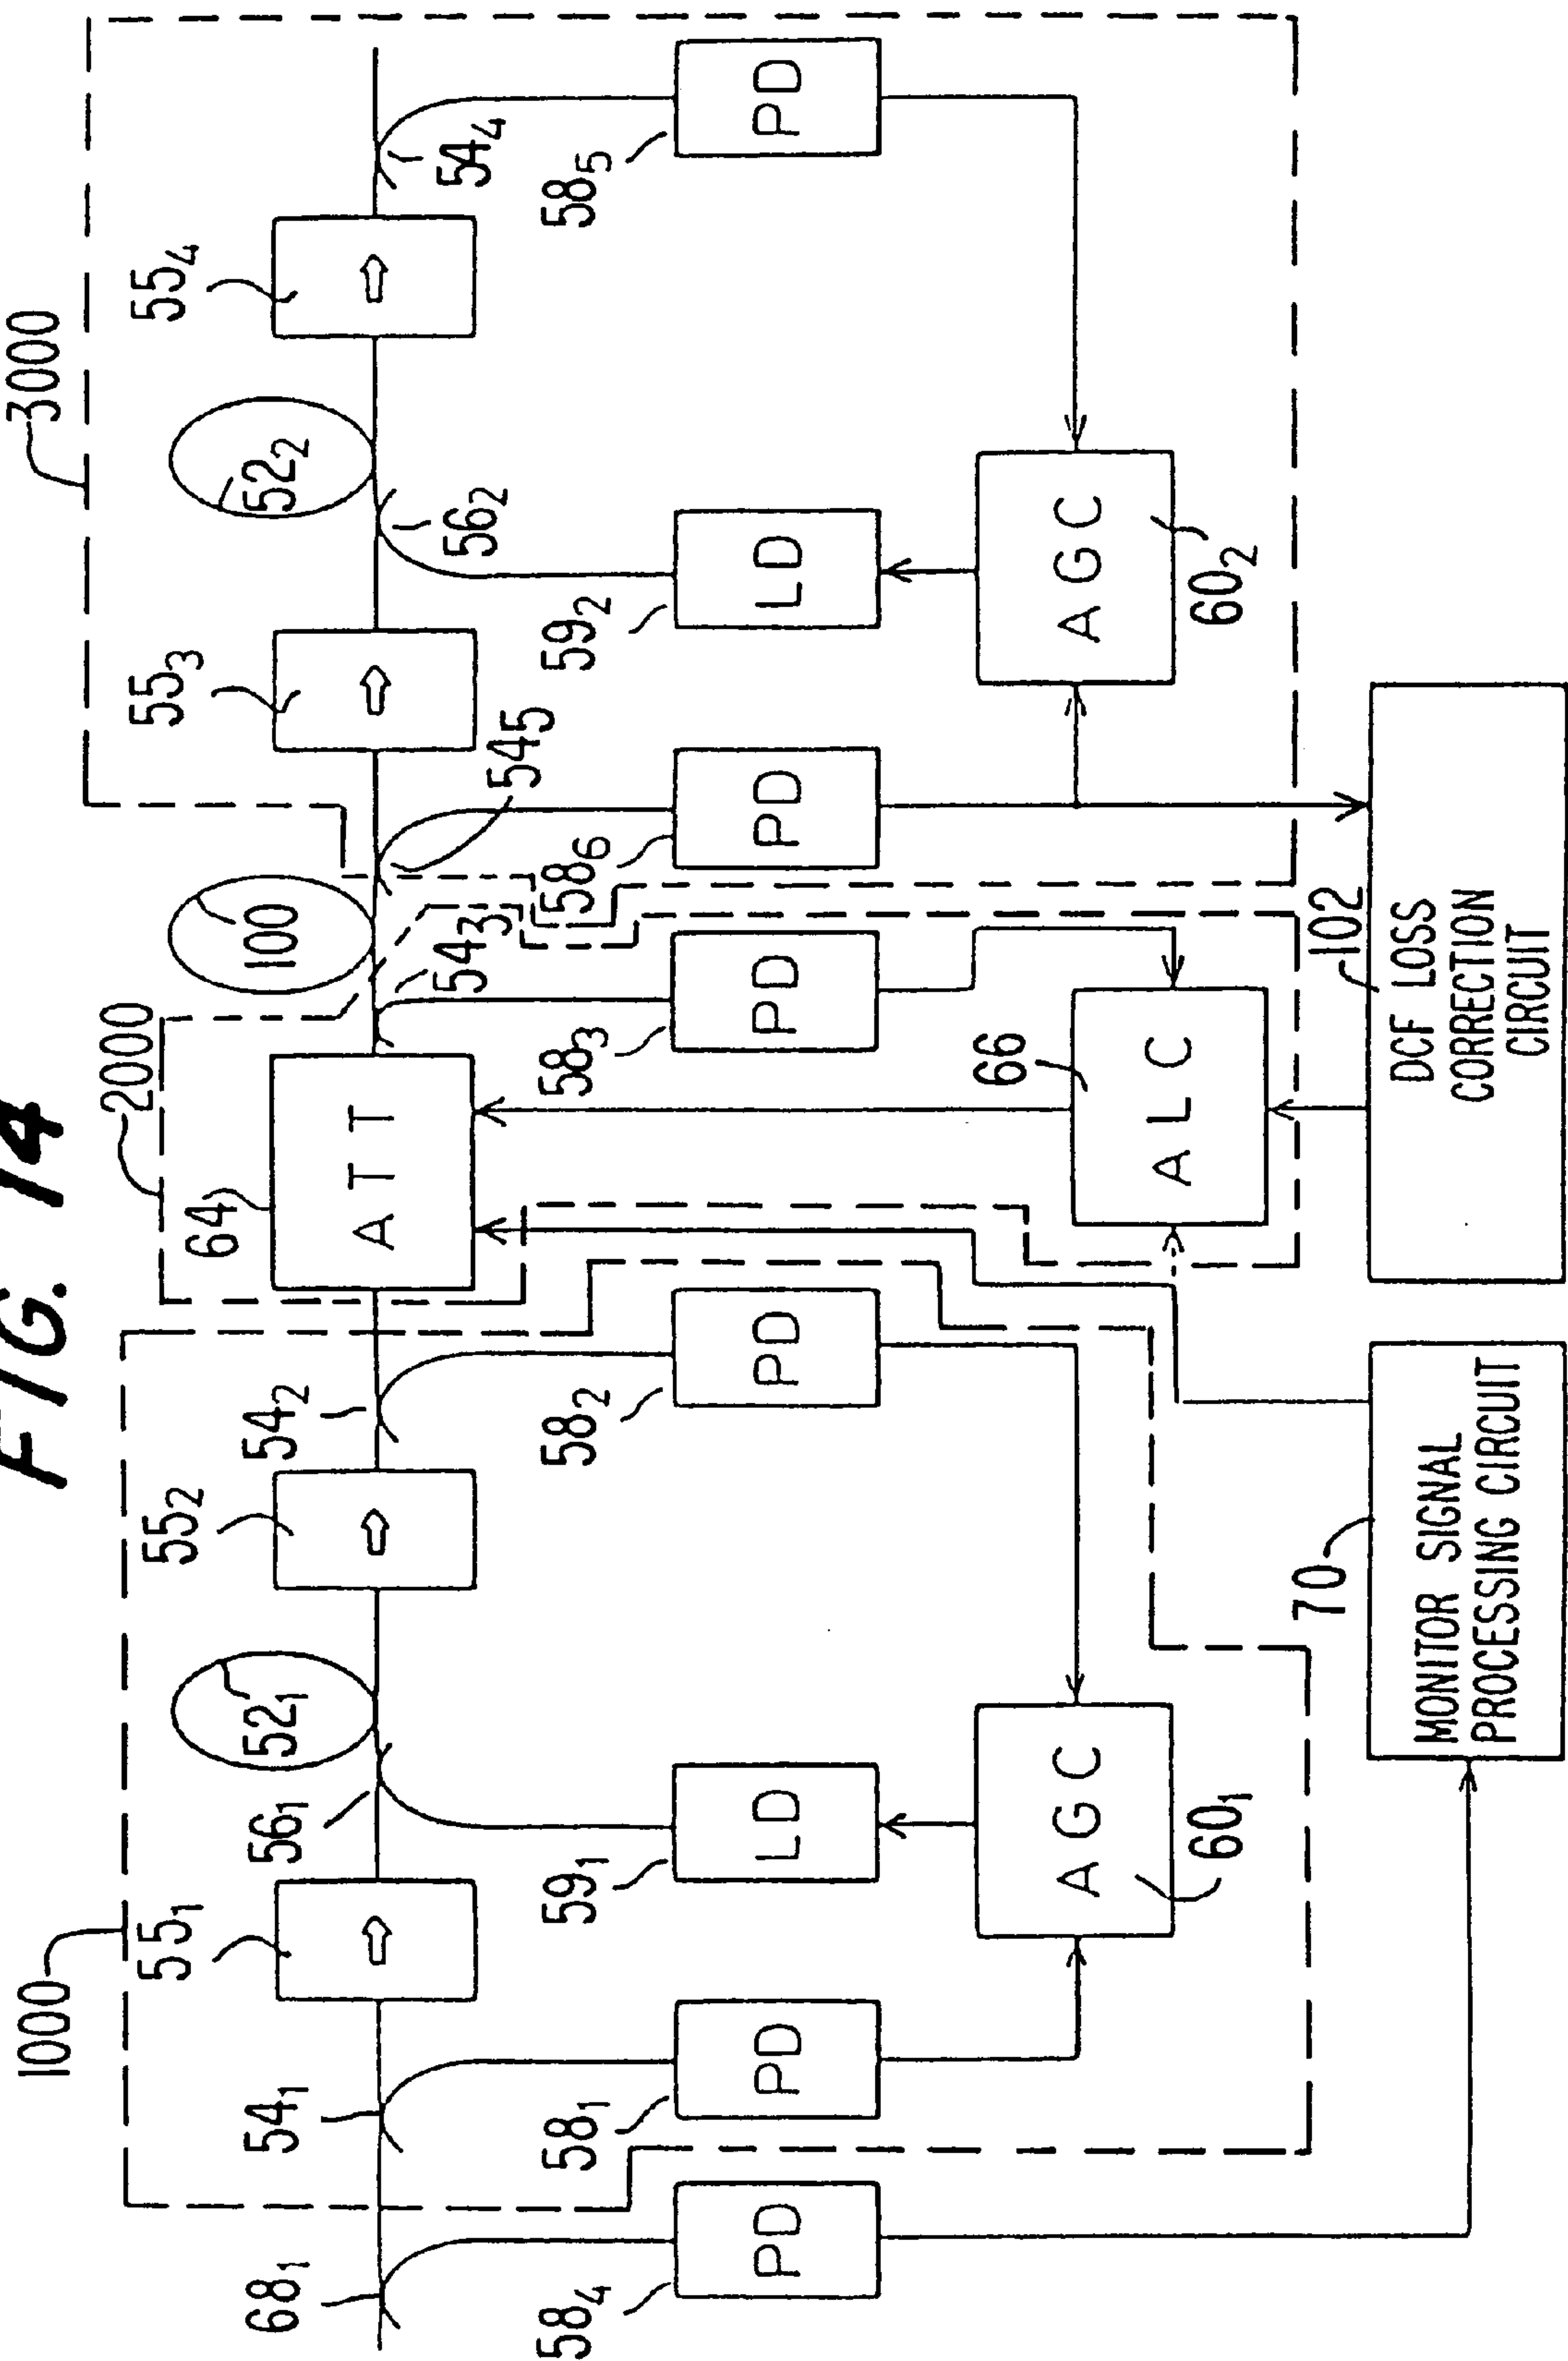 FIG. 14
1000
2000
3000
68₁
54₁
55₁
56₁
52₁
55₂
54₂
64
ATT
54₃
100
54₅
55₃
56₂
52₂
55₄
54₄
58₄
PD
58₁
PD
59₁
LD
58₂
PD
58₃
PD
58₆
PD
59₂
LD
58₅
PD
AGC
60₁
66
ALC
AGC
60₂
70
MONITOR SIGNAL
PROCESSING CIRCUIT
102
DCF LOSS
CORRECTION
CIRCUIT